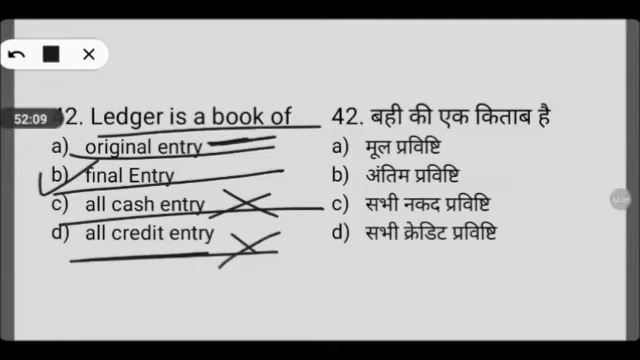 52:09
42. Ledger is a book of
a) original entry
b) final Entry
c) all cash entry
d) all credit entry
42. बही की एक किताब है
a) मूल प्रविष्टि
b) अंतिम प्रविष्टि
c) सभी नकद प्रविष्टि
d) सभी क्रेडिट प्रविष्टि